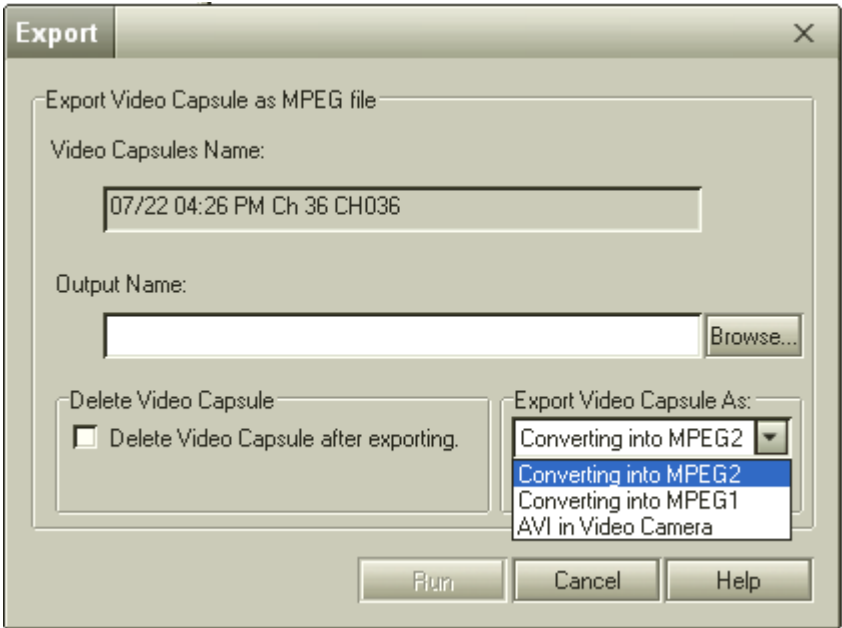 Export
Export Video Capsule as MPEG file
Video Capsules Name:
07/22 04:26 PM Ch 36 CH036
Output Name:
Browse...
Delete Video Capsule
Delete Video Capsule after exporting.
Export Video Capsule As:
Converting into MPEG2
Converting into MPEG2
Converting into MPEG1
AVI in Video Camera
Run
Cancel
Help